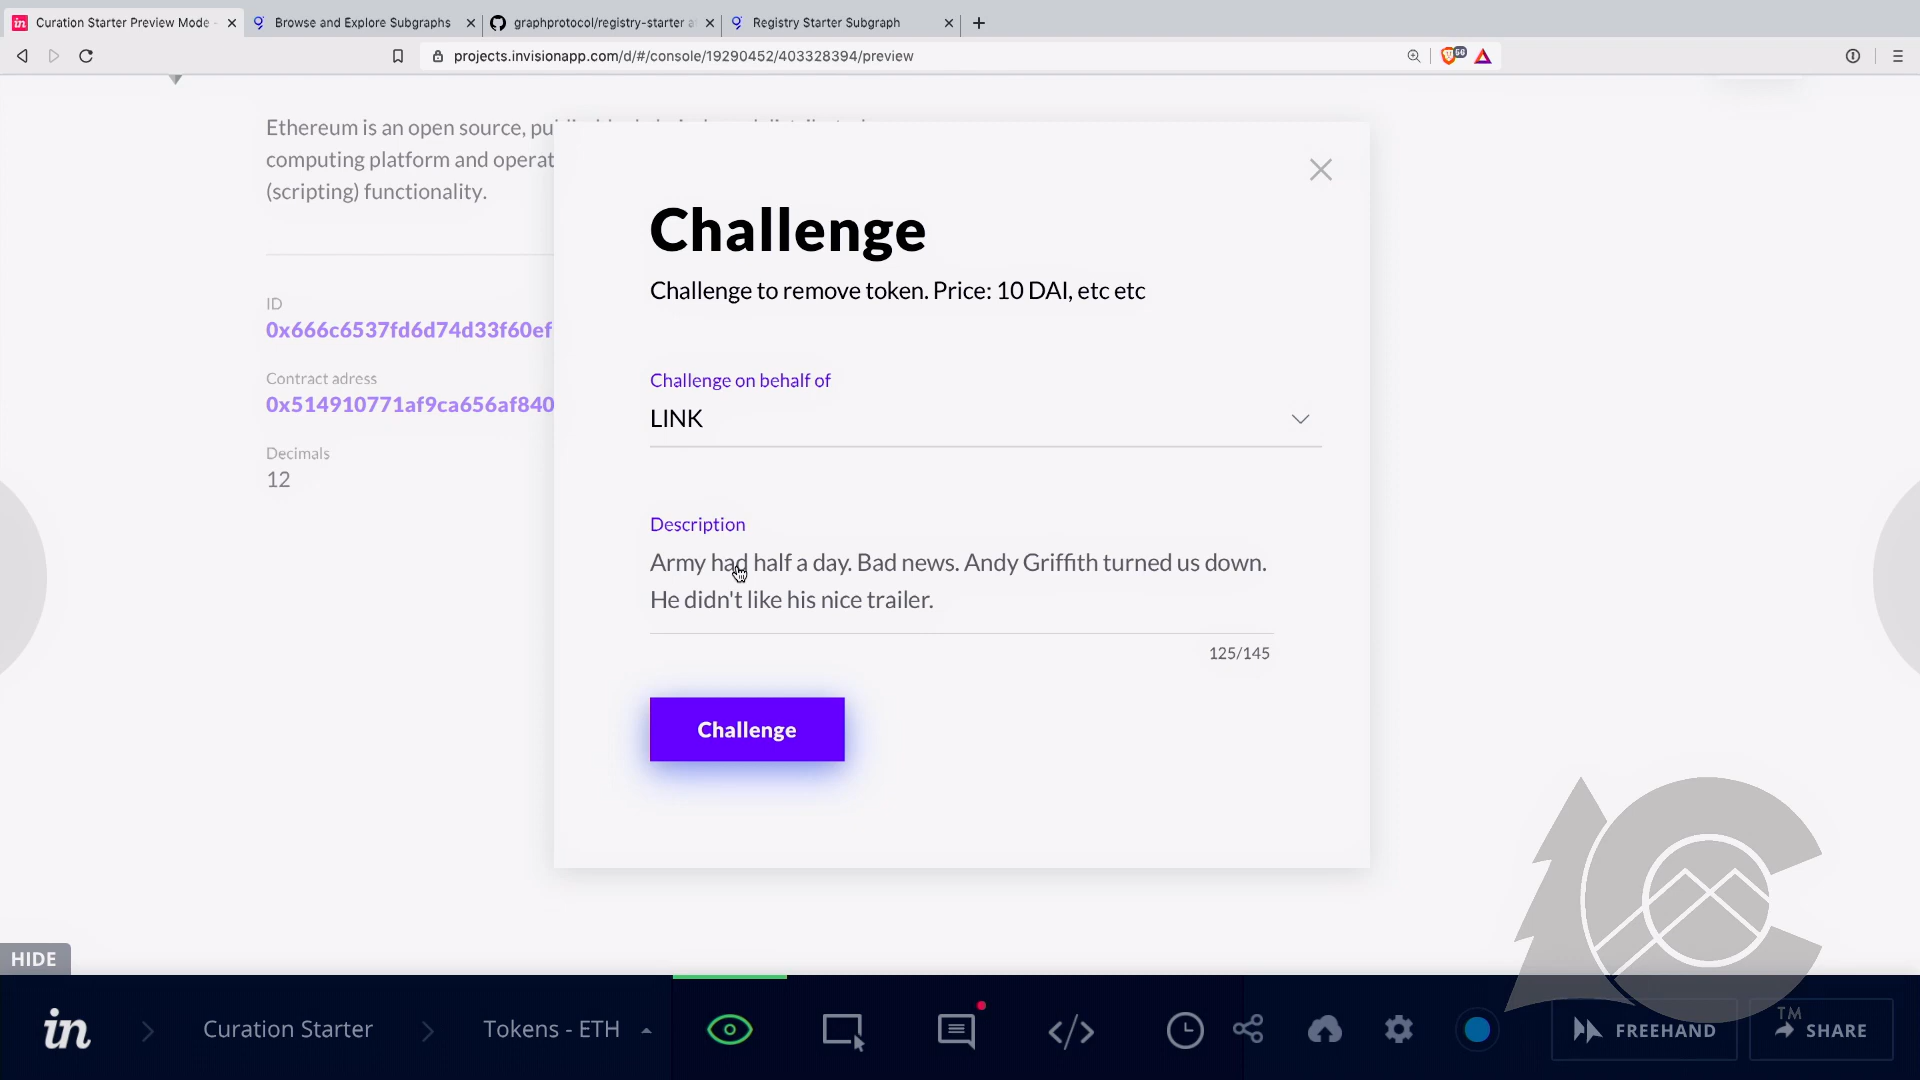 Curation Starter Preview Mode -
Browse and Explore Subgraphs
graphprotocol/registry-starter a
Registry Starter Subgraph
projects.invisionapp.com/d/#/console/19290452/403328394/preview
56
Ethereum is an open source, pu
computing platform and operat
(scripting) functionality.
ID
0x666c6537fd6d74d33f60ef
Contract adress
0x514910771af9ca656af840
Decimals
12
Challenge
Challenge to remove token. Price: 10 DAI, etc etc
Challenge on behalf of
LINK
Description
Army had half a day. Bad news. Andy Griffith turned us down.
He didn't like his nice trailer.
125/145
Challenge
HIDE
in
Curation Starter
Tokens - ETH
FREEHAND
SHARE
TM